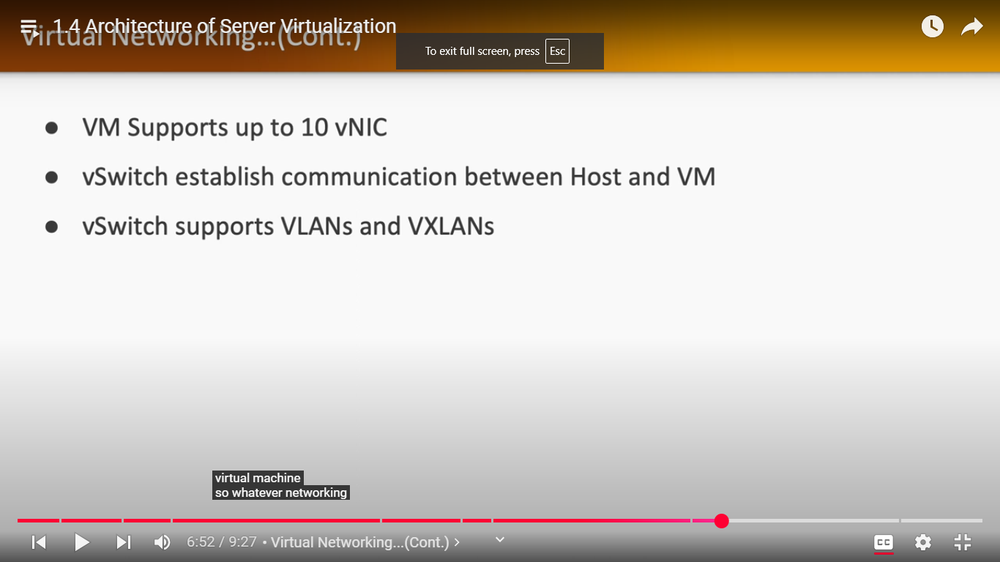 1.4 Architecture of Server Virtualization
Virtual Networking...(Cont.)
To exit full screen, press Esc
VM Supports up to 10 vNIC
vSwitch establish communication between Host and VM
vSwitch supports VLANs and VXLANs
virtual machine
so whatever networking
6:52 / 9:27 • Virtual Networking...(Cont.)
CC